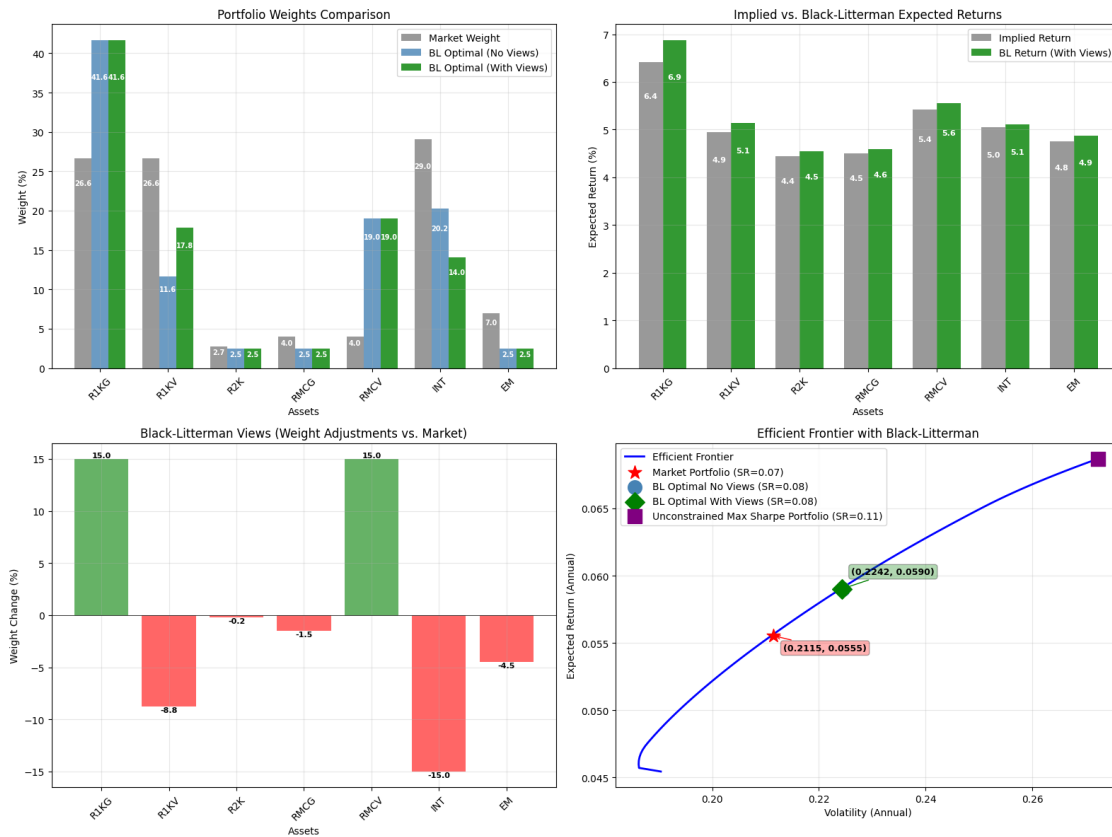 Portfolio Weights Comparison
Market Weight
BL Optimal (No Views)
BL Optimal (With Views)
Weight (%)
40
35
30
25
20
15
10
5
0
26.6
41.6
41.6
26.6
11.6
17.8
2.7
2.5
2.5
4.0
2.5
2.5
4.0
19.0
19.0
29.0
20.2
14.0
7.0
2.5
2.5
R1KG
R1KV
R2K
RMCG
RMCV
INT
EM
Assets
Implied vs. Black-Litterman Expected Returns
Implied Return
BL Return (With Views)
Expected Return (%)
7
6
5
4
3
2
1
0
6.4
6.9
4.9
5.1
4.4
4.5
4.5
4.6
5.4
5.6
5.0
5.1
4.8
4.9
R1KG
R1KV
R2K
RMCG
RMCV
INT
EM
Assets
Black-Litterman Views (Weight Adjustments vs. Market)
Weight Change (%)
15
10
5
0
−5
−10
−15
15.0
-8.8
-0.2
-1.5
15.0
-15.0
-4.5
R1KG
R1KV
R2K
RMCG
RMCV
INT
EM
Assets
Efficient Frontier with Black-Litterman
Efficient Frontier
Market Portfolio (SR=0.07)
BL Optimal No Views (SR=0.08)
BL Optimal With Views (SR=0.08)
Unconstrained Max Sharpe Portfolio (SR=0.11)
Expected Return (Annual)
0.065
0.060
0.055
0.050
0.045
(0.2242, 0.0590)
(0.2115, 0.0555)
0.20
0.22
0.24
0.26
Volatility (Annual)